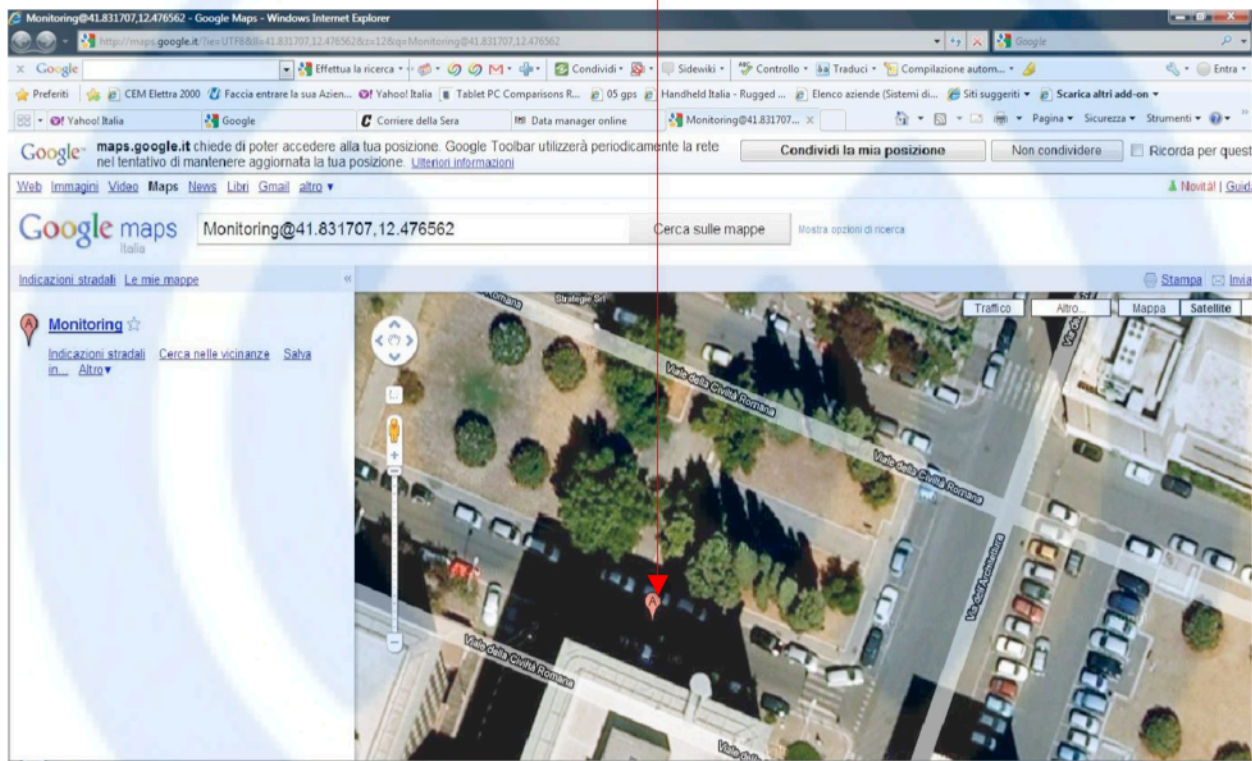 Monitoring@41.831707,12.476562 - Google Maps - Windows Internet Explorer
http://maps.google.it/?ie=UTF8&ll=41.831707,12.476562&z=12&q=Monitoring@41.831707,12.476562 Google
x Google Effettua la ricerca Condividi Sidewiki Controllo Traduci Compilazione autom... Entra
Preferiti CEM Elettra 2000 Faccia entrare la sua Azien... Yahoo! Italia Tablet PC Comparisons R... 05 gps Handheld Italia - Rugged ... Elenco aziende (Sistemi di... Siti suggeriti Scarica altri add-on
Yahoo! Italia Google Corriere della Sera Data manager online Monitoring@41.831707... Pagina Sicurezza Strumenti
Google maps.google.it chiede di poter accedere alla tua posizione. Google Toolbar utilizzerà periodicamente la rete
nel tentativo di mantenere aggiornata la tua posizione. Ulteriori informazioni
Condividi la mia posizione Non condividere Ricorda per quest
Web Immagini Video Maps News Libri Gmail altro Novità! | Guida
Google maps Monitoring@41.831707,12.476562 Cerca sulle mappe Mostra opzioni di ricerca
Italia
Indicazioni stradali Le mie mappe « Stampa Invia
Romana Strategie Srl Traffico Altro... Mappa Satellite
A Monitoring
Indicazioni stradali Cerca nelle vicinanze Salva
in... Altro
Viale della Civiltà Romana
Viale della Civiltà Romana
Via dell'Architettura
A
Viale della Civiltà Romana